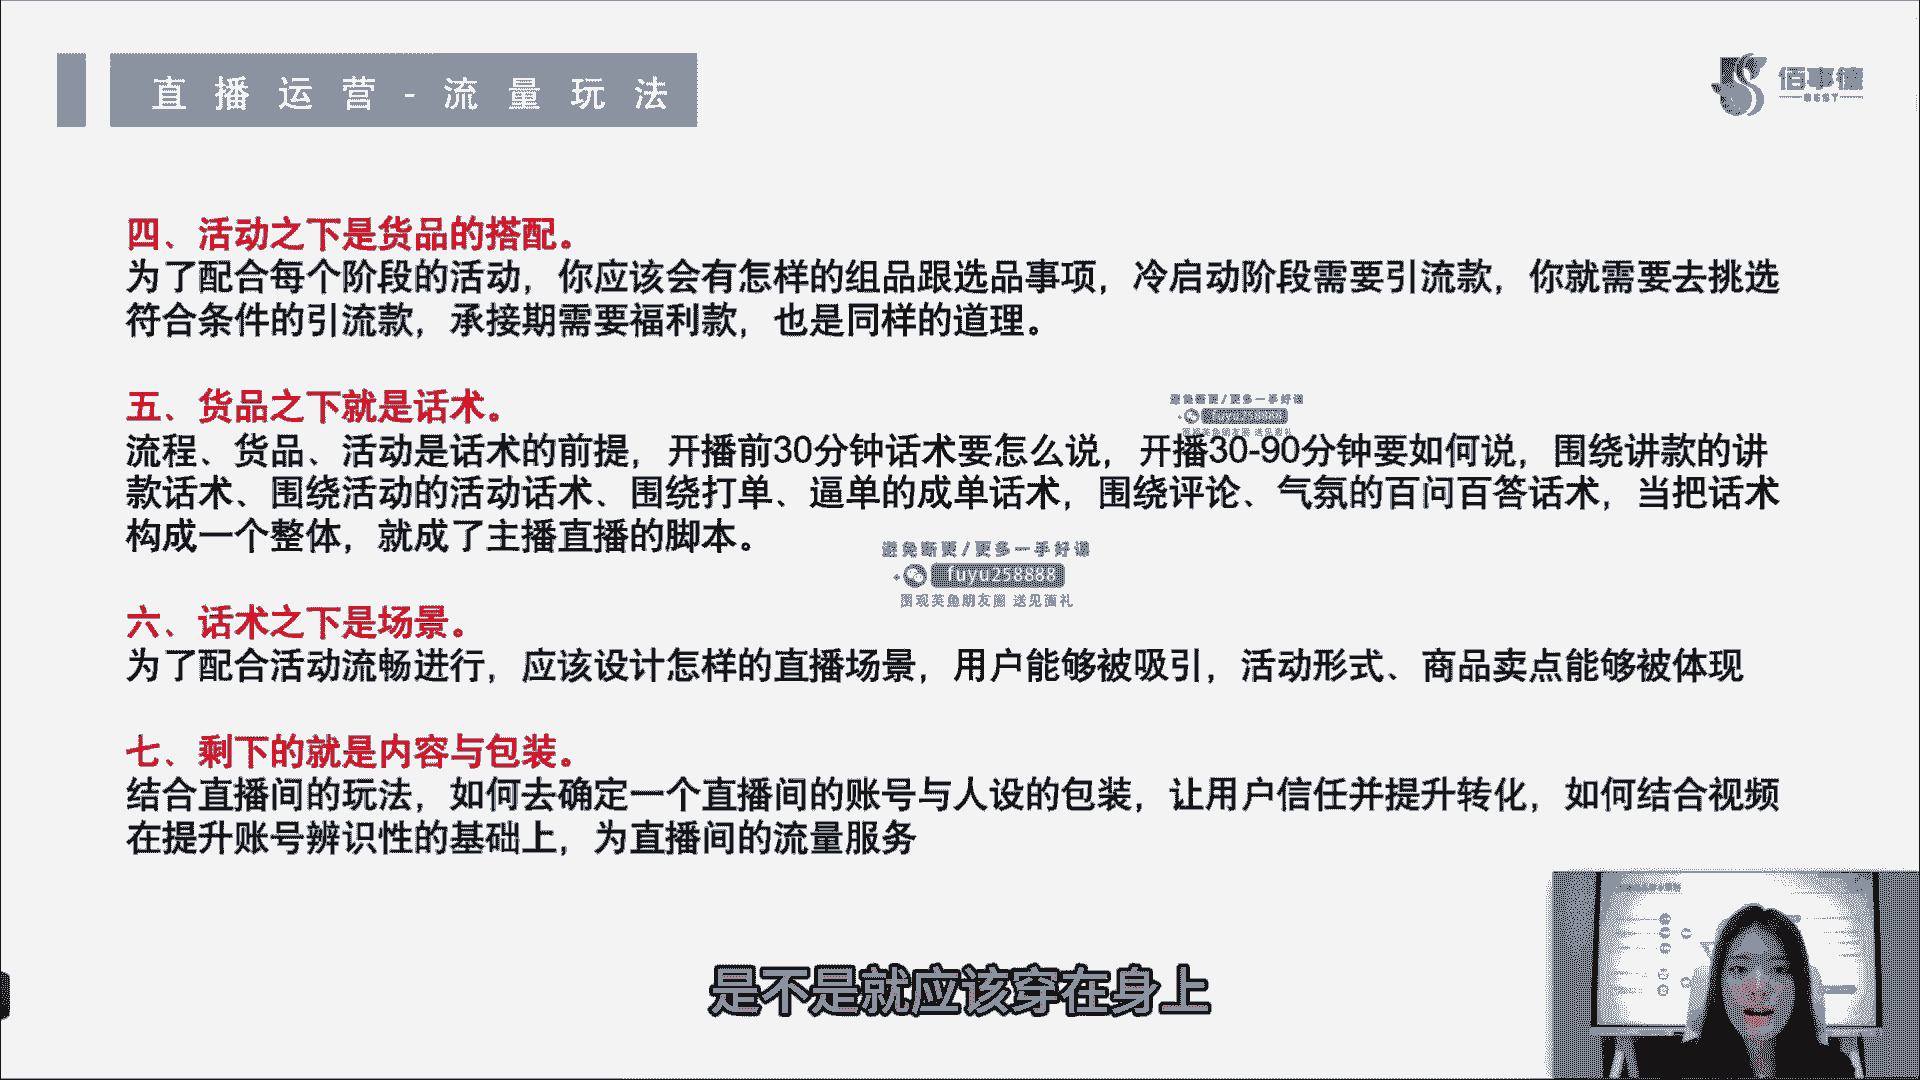 直播运营-流量玩法
佰事德
BEST
四、活动之下是货品的搭配。
为了配合每个阶段的活动，你应该会有怎样的组品跟选品事项，冷启动阶段需要引流款，你就需要去挑选
符合条件的引流款，承接期需要福利款，也是同样的道理。
五、货品之下就是话术。
避免断更/更多一手好课
fuyu258888
流程、货品、活动是话术的前提，开播前30分钟话术要怎么说，开播30-90分钟要如何说，围绕讲款的讲
款话术、围绕活动的活动话术、围绕打单、逼单的成单话术，围绕评论、气氛的百问百答话术，当把话术
构成一个整体，就成了主播直播的脚本。
避免断更/更多一手好课
fuyu258888
围观芙鱼朋友圈 送见面礼
六、话术之下是场景。
为了配合活动流畅进行，应该设计怎样的直播场景，用户能够被吸引，活动形式、商品卖点能够被体现
七、剩下的就是内容与包装。
结合直播间的玩法，如何去确定一个直播间的账号与人设的包装，让用户信任并提升转化，如何结合视频
在提升账号辨识性的基础上，为直播间的流量服务
是不是就应该穿在身上